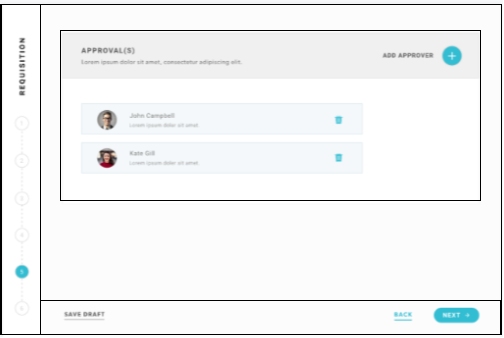 REQUISITION
1
2
3
4
5
6
APPROVAL(S)
Lorem ipsum dolor sit amet, consectetur adipiscing elit.
ADD APPROVER +
John Campbell
Lorem ipsum dolor sit amet
Kate Gill
Lorem ipsum dolor sit amet
SAVE DRAFT
BACK
NEXT →